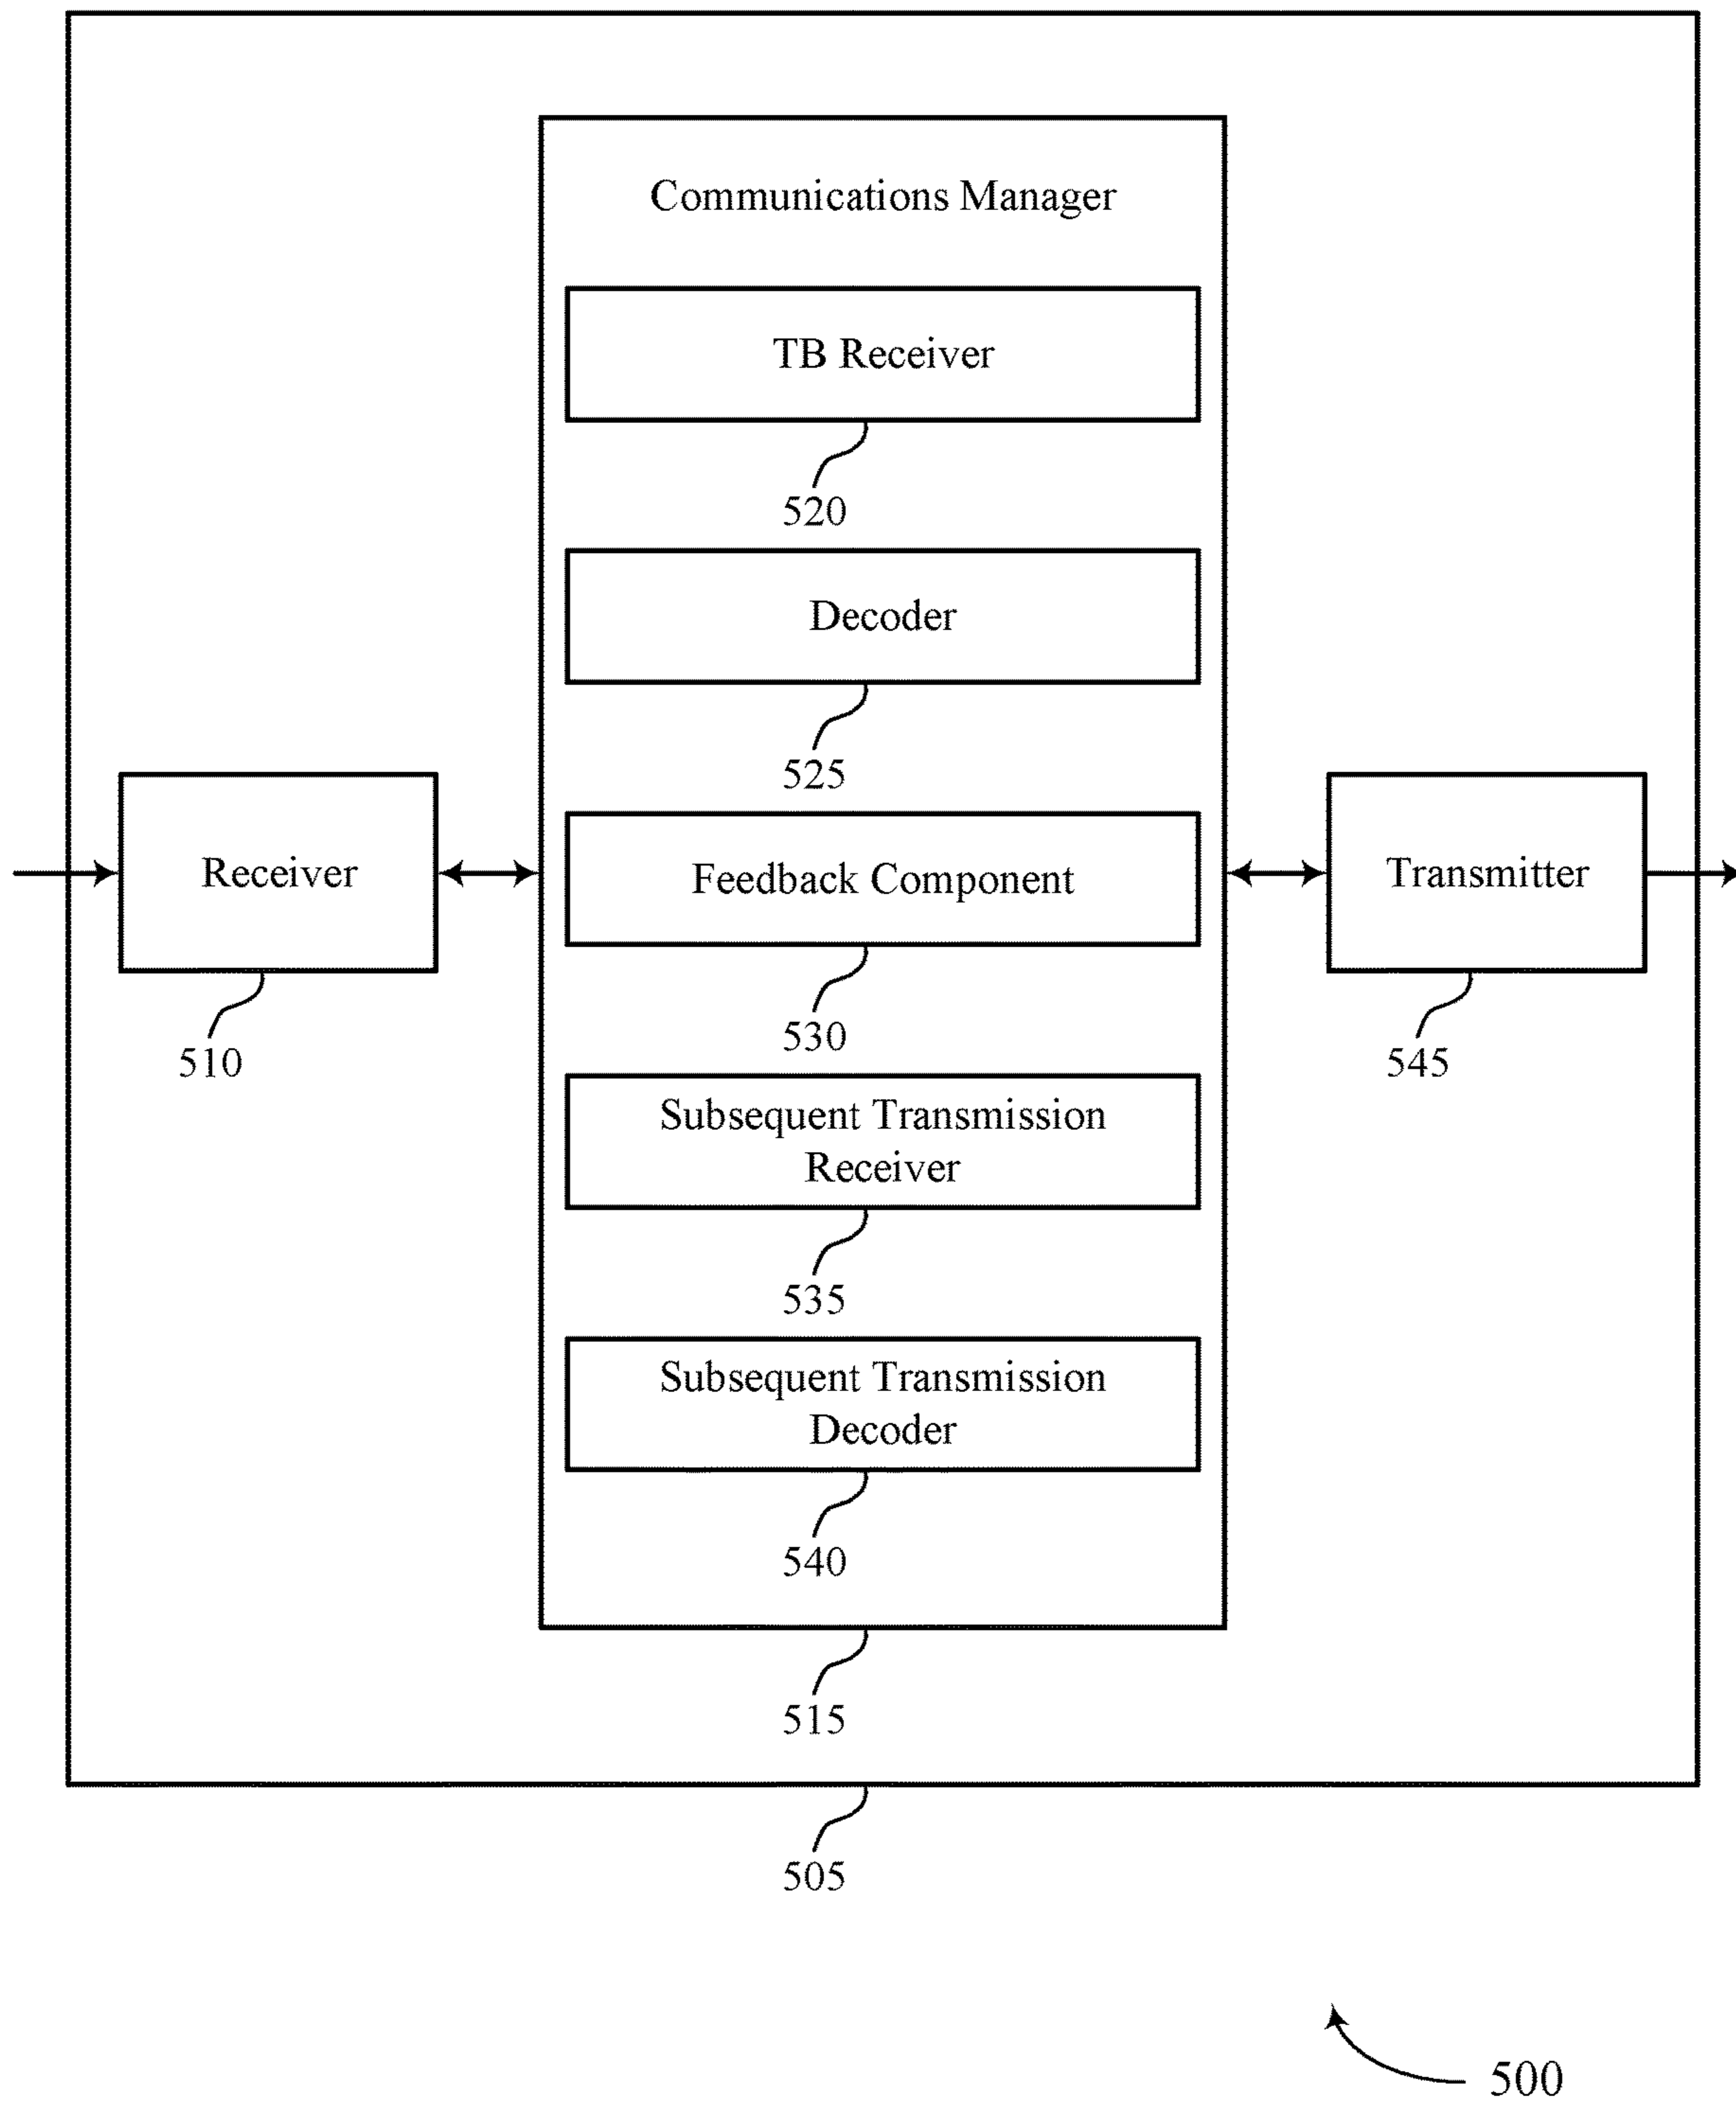 Communications Manager
TB Receiver
520
Decoder
525
Receiver
510
Feedback Component
530
Transmitter
545
Subsequent Transmission
Receiver
535
Subsequent Transmission
Decoder
540
515
505
500